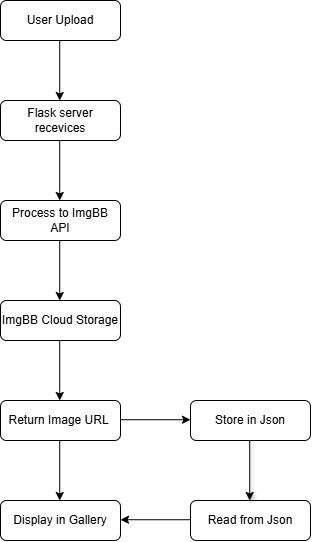 User Upload
Flask server
recevices
Process to ImgBB
API
ImgBB Cloud Storage
Return Image URL
Store in Json
Display in Gallery
Read from Json